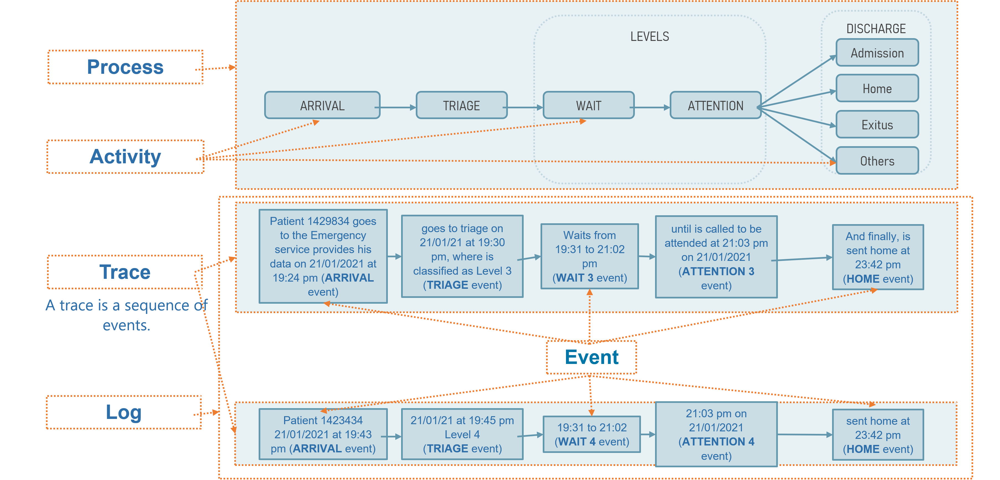 DISCHARGE
LEVELS
Admission
Process
Home
ARRIVAL
TRIAGE
WAIT
ATTENTION
Exitus
Activity
Others
Patient 1429834 goes
to the Emergency
service provides his
data on 21/01/2021 at
19:24 pm (ARRIVAL
event)
goes to triage on
21/01/21 at 19:30
pm, where is
classified as Level 3
(TRIAGE event)
Waits from
19:31 to 21:02
pm
(WAIT 3 event)
until is called to be
attended at 21:03 pm
on 21/01/2021
(ATTENTION 3
event)
And finally, is
sent home at
23:42 pm
(HOME event)
Trace
A trace is a sequence of
events.
Event
Log
Patient 1423434
21/01/2021 at 19:43
pm (ARRIVAL event)
21/01/21 at 19:45 pm
Level 4
(TRIAGE event)
19:31 to 21:02
(WAIT 4 event)
21:03 pm on
21/01/2021
(ATTENTION 4
event)
sent home at
23:42 pm
(HOME event)